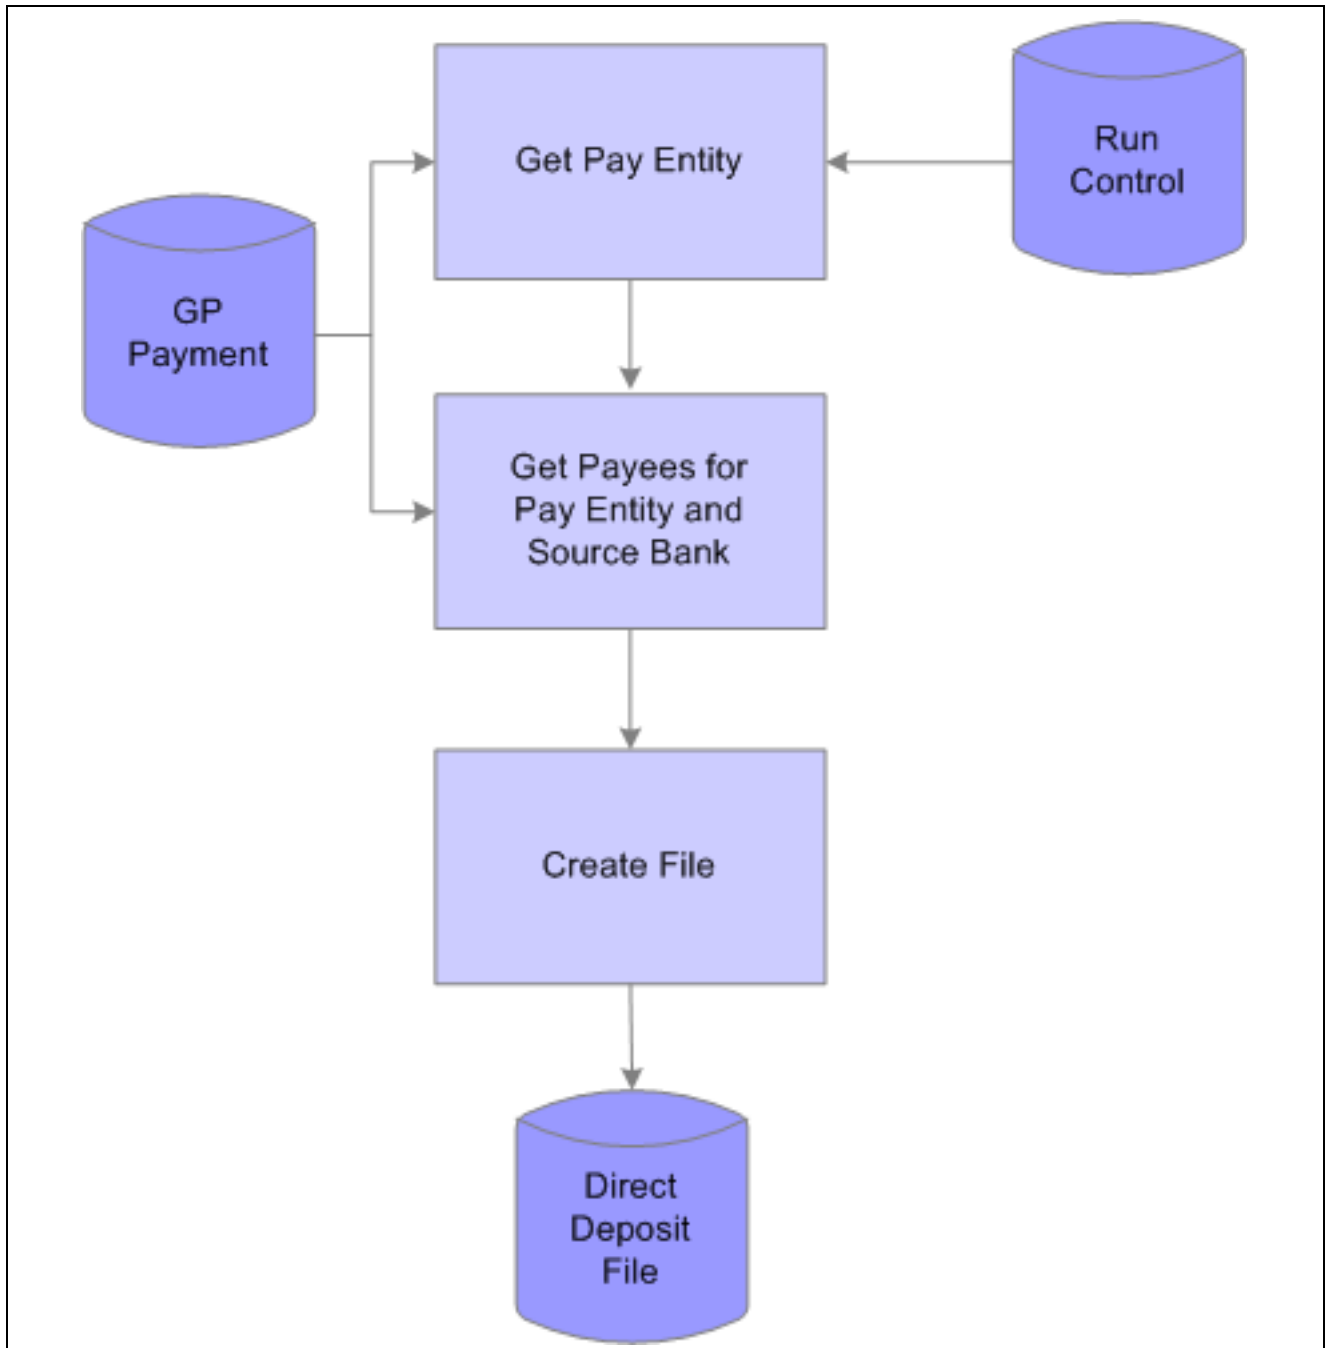 Get Pay Entity
Run
Control
GP
Payment
Get Payees for
Pay Entity and
Source Bank
Create File
Direct
Deposit
File